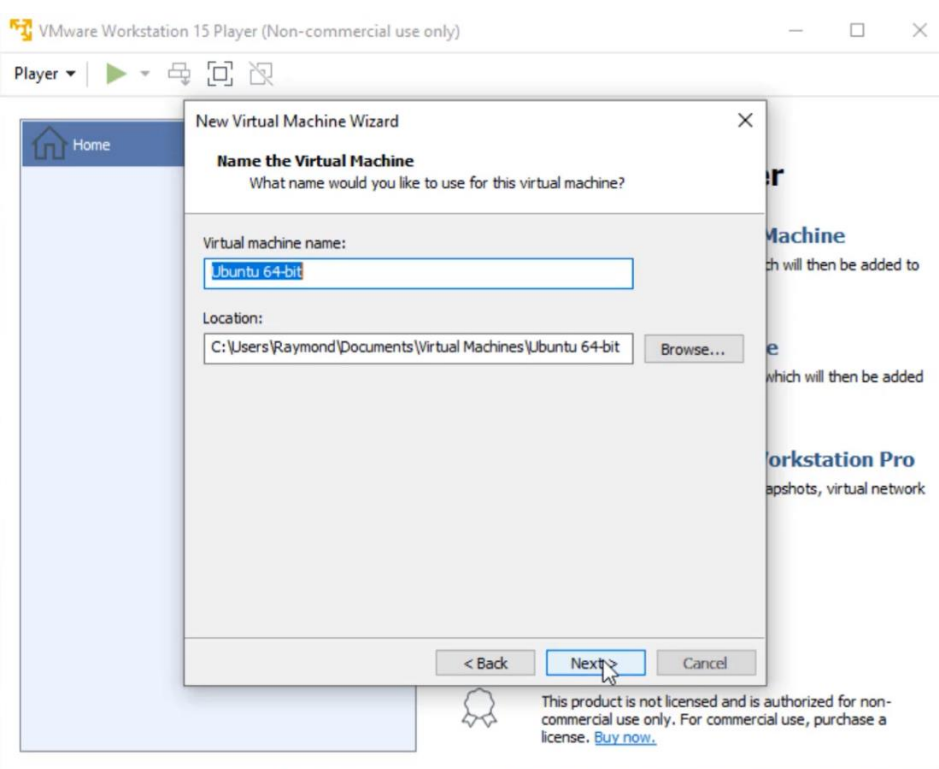 VMware Workstation 15 Player (Non-commercial use only)
Player
Home
New Virtual Machine Wizard
Name the Virtual Machine
What name would you like to use for this virtual machine?
Virtual machine name:
Ubuntu 64-bit
Location:
C:\Users\Raymond\Documents\Virtual Machines\Ubuntu 64-bit
Browse...
< Back
Next >
Cancel
Machine
will then be added to
which will then be added
Workstation Pro
virtual network
This product is not licensed and is authorized for non-
commercial use only. For commercial use, purchase a
license. Buy now.